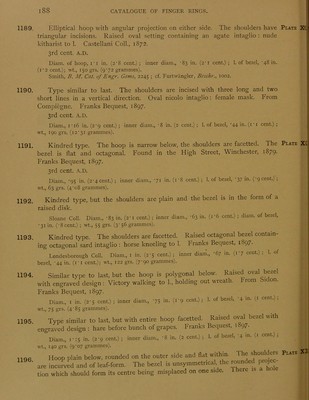 188 CATALOGUE OF FINGER RINGS.
1189. Elliptical hoop with angular projection on either side. The shoulders have PLATE
triangular incisions. Raised oval setting containing an agate intaglio: male
kitharist to l. Castellani Coll., 1872.
3rd cent. A.D.
Diam. of hoop, 1·1 in. (2·8 cent.); inner diam., ·83 in. (2·1 cent.); l. of bezel, ·48 in.
(1·2 cent.); wt., 150 grs. (9·72 grammes).
Smith, B. M. Cat. of Engr. Gems, 2245; cf. Furtwängler, Beschr.,
1190. Type similar to last. The shoulders are incised with three long and two
short lines in a vertical direction. Oval nicolo intaglio: female mask. From
Compiègne. Franks Bequest, 1897.
3rd cent. A.D.
Diam., 1·16 in. (2·9 cent.); inner diam., ·8 in. (2 cent.); l. of bezel, ·44 in. (1·1 cent.);
wt., 190 grs. (12·31 grammes).
1191. Kindred type. The hoop is narrow below, the shoulders are facetted. The PLATE
bezel is flat and octagonal. Found in the High Street, Winchester, 1879.
Franks Bequest, 1897.
3rd cent. A.D.
Diam., ·95 in. (2·4 cent.); inner diam., ·72 in. (1·8 cent.); l. of bezel, ·37 in. (·9 cent.);
wt., 63 grs. (4·08 grammes).
1192. Kindred type, but the shoulders are plain and the bezel is in the form of a
raised disk.
Sloane Coll. Diam., ·83 in. (2·1 cent.); inner diam., ·63 in. (1·6 cent.); diam. of bezel,
·31 in. (·8 cent.); wt., 55 grs. (3·56 grammes).
1193. Kindred type. The shoulders are facetted. Raised octagonal bezel contain-
ing octagonal sard intaglio: horse kneeling to l. Franks Bequest, 1897.
Londesborough Coll. Diam., 1 in. (2·5 cent.); inner diam., ·67 in. (1·7 cent.); l. of
bezel, ·44 in. (1·1 cent.); wt., 122 grs. (7·90 grammes).
1194. Similar type to last, but the hoop is polygonal below. Raised oval bezel
with engraved design: Victory walking to l., holding out wreath. From Sidon.
Franks Bequest, 1897.
Diam., 1 in. (2·5 cent.); inner diam., ·75 in. (1·9 cent.); l. of bezel, ·4 in. (1 cent.);
wt., 75 grs. (4·85 grammes).
1195. Type similar to last, but with entire hoop facetted. Raised oval bezel with
engraved design: hare before bunch of grapes. Franks Bequest, 1897.
Diam., 1·15 in. (2·9 cent.); inner diam., ·8 in. (2 cent.); l. of bezel, ·4 in. (1 cent.);
wt., 140 grs. (9·07 grammes).
1196. Hoop plain below, rounded on the outer side and flat within. The shoulders PLATE
are incurved and of leaf-form. The bezel is unsymmetrical, the rounded projec-
tion which should form its centre being misplaced on one side. There is a hole